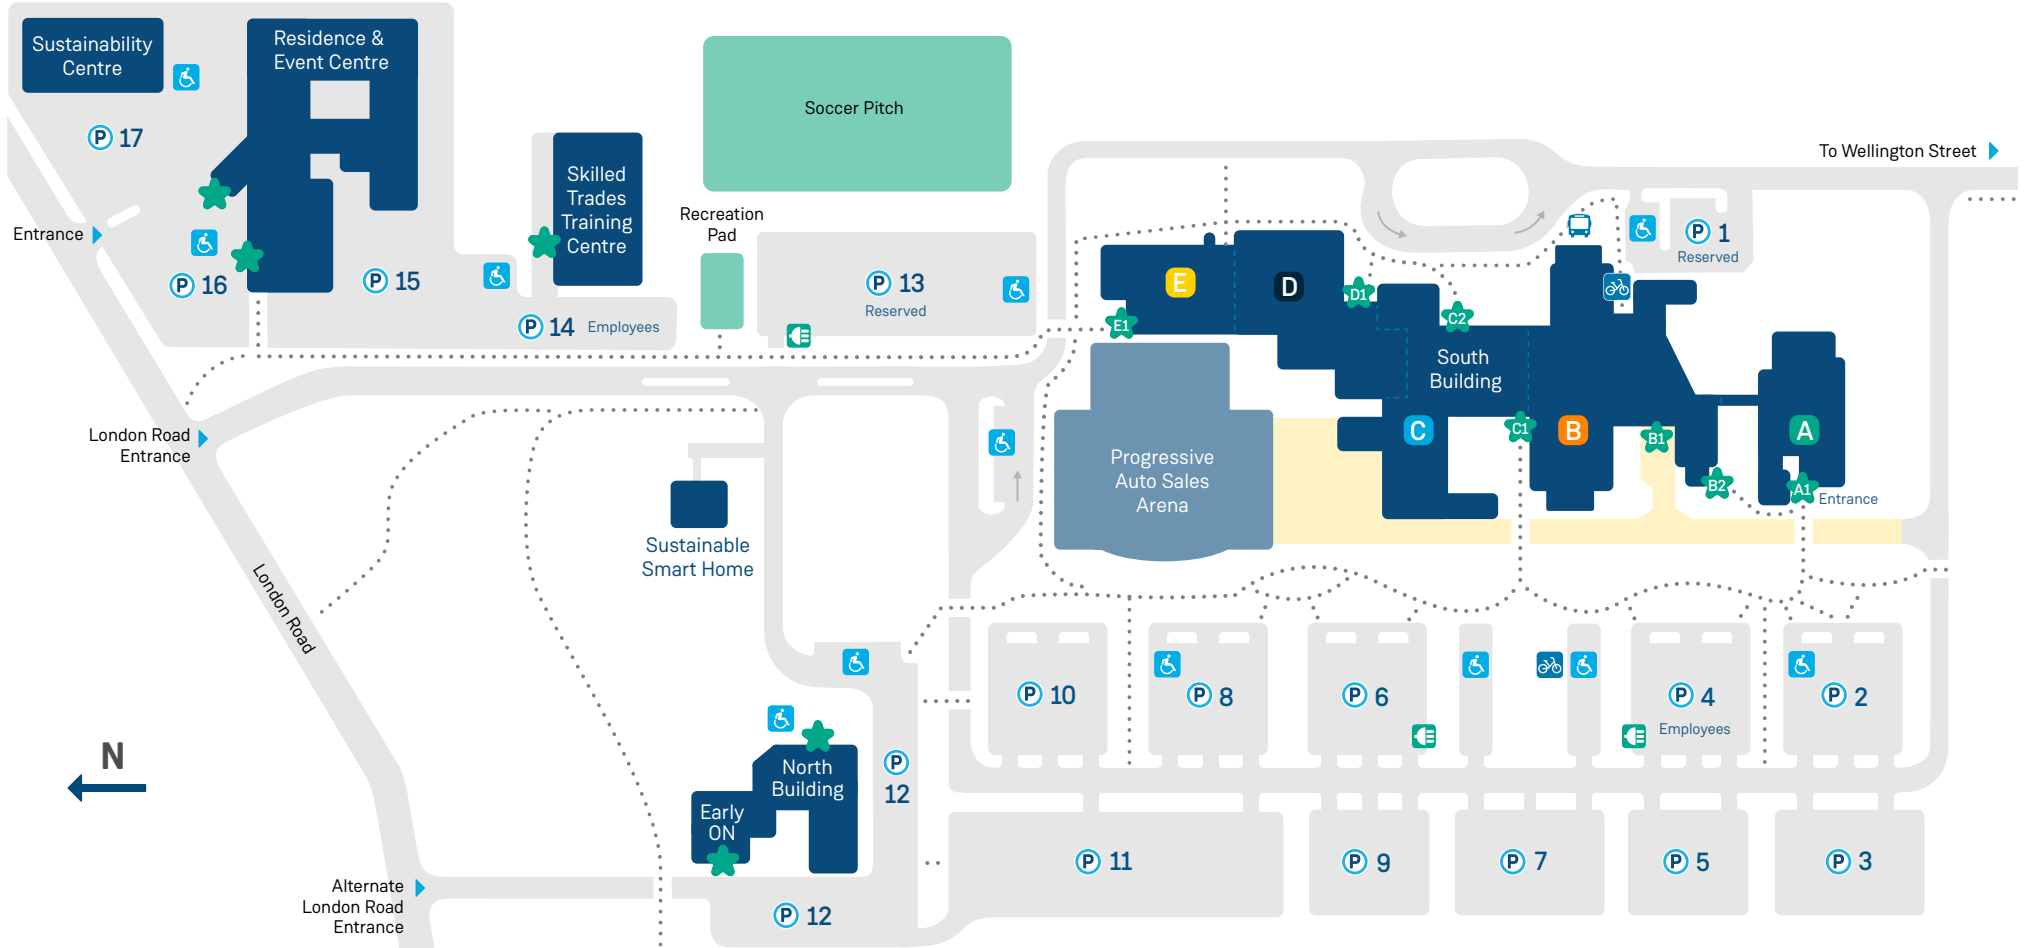 Sustainability
Centre
Residence &
Event Centre
P 17
Entrance
P 16
P 15
Skilled
Trades
Training
Centre
P 14 Employees
Soccer Pitch
Recreation
Pad
P 13
Reserved
To Wellington Street
P 1
Reserved
E
D
D1
E1
C2
South
Building
C
C1
B
B1
B2
A
A1
Entrance
Progressive
Auto Sales
Arena
London Road
Entrance
Sustainable
Smart Home
London Road
N
P 10
P 8
P 6
P 4
Employees
P 2
North
Building
Early
ON
P
12
P 11
P 9
P 7
P 5
P 3
Alternate
London Road
Entrance
P 12